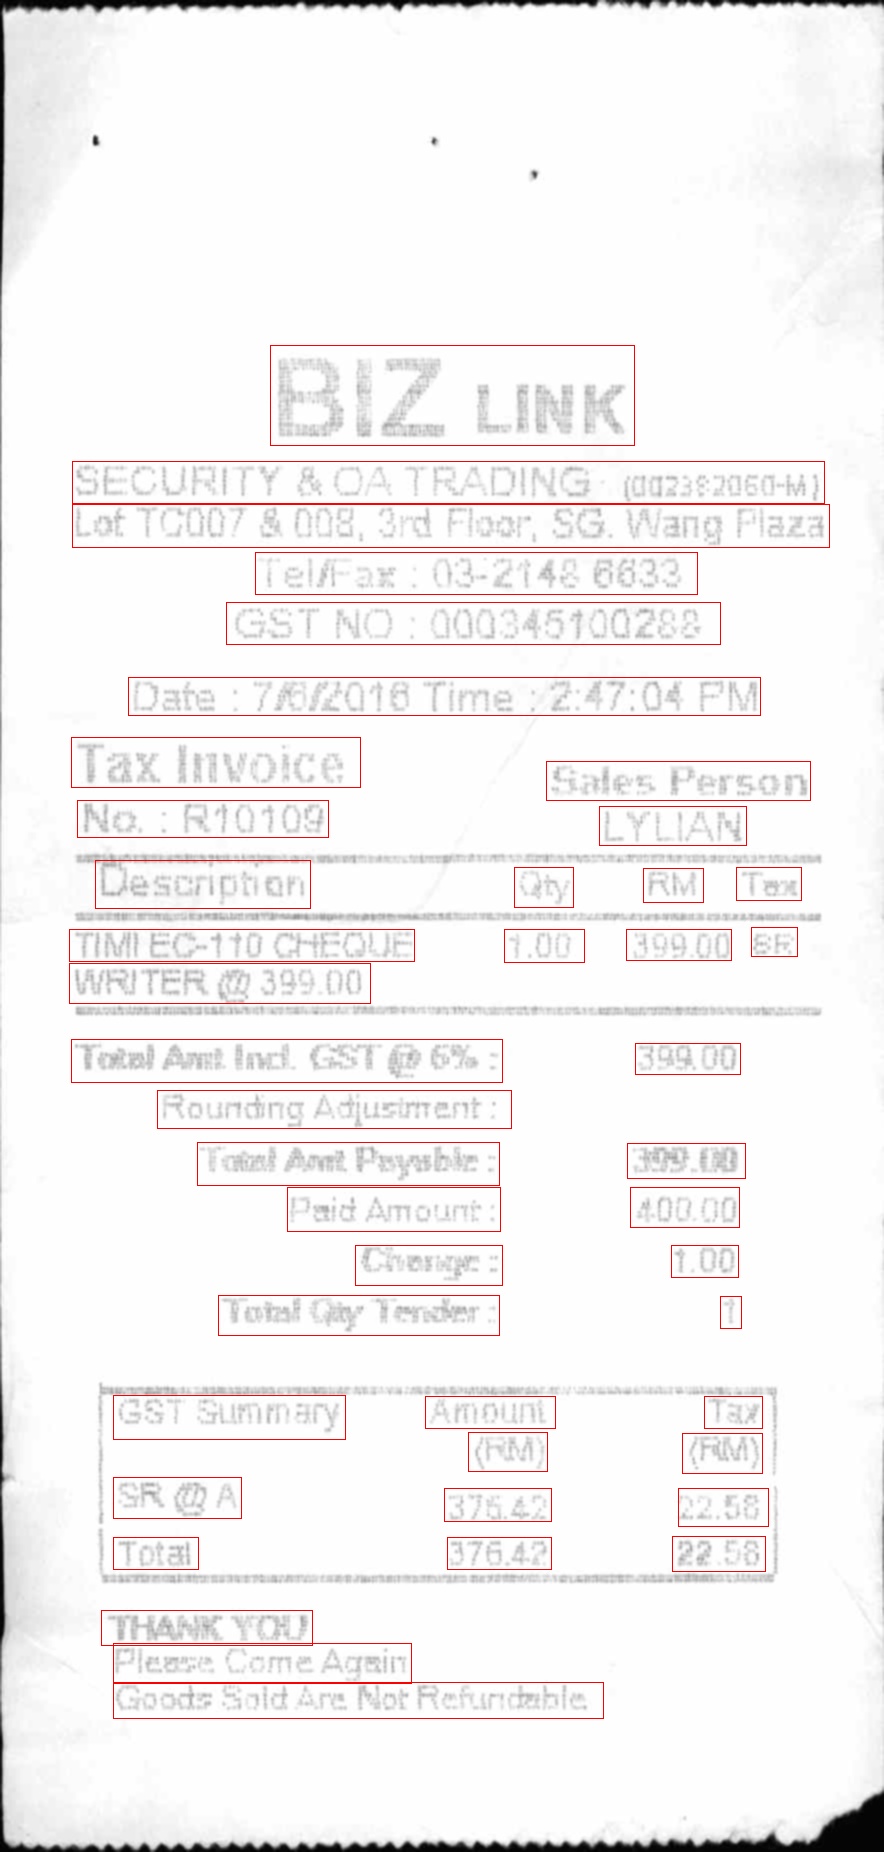 BIZ LINK
SECURITY & OA TRADING (002382060-M)
Lot TC007 & 008, 3rd Floor, SG. Wang Plaza
Tel/Fax : 03-2148 6633
GST NO : 000345100288
Date : 7/6/2016 Time : 2:47:04 PM
Tax Invoice
Sales Person
No. : R10109
LYLIAN
Description Qty RM Tax
TIMI EC-110 CHEQUE 1.00 399.00 SR
WRITER @ 399.00
Total Amt Incl. GST @ 6% : 399.00
Rounding Adjustment :
Total Amt Payable : 399.00
Paid Amount : 400.00
Change : 1.00
Total Qty Tender : 1
GST Summary Amount Tax
(RM) (RM)
SR @ A 376.42 22.58
Total 376.42 22.58
THANK YOU
Please Come Again
Goods Sold Are Not Refundable